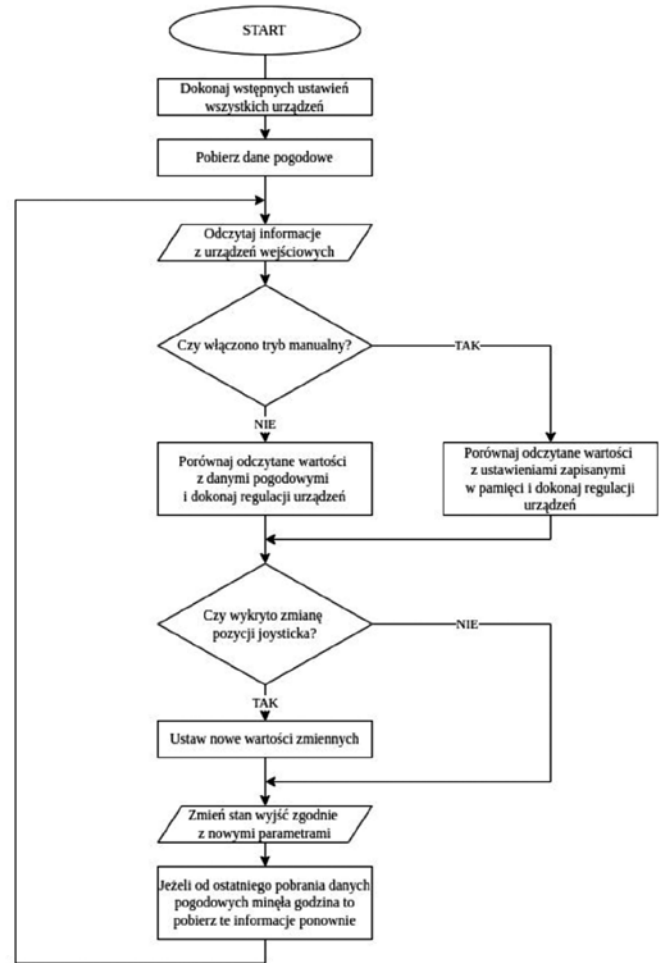 START
Dokonaj wstępnych ustawień
wszystkich urządzeń
Pobierz dane pogodowe
Odczytaj informacje
z urządzeń wejściowych
Czy włączono tryb manualny?
TAK
NIE
Porównaj odczytane wartości
z danymi pogodowymi
i dokonaj regulacji urządzeń
Porównaj odczytane wartości
z ustawieniami zapisanymi
w pamięci i dokonaj regulacji
urządzeń
Czy wykryto zmianę
pozycji joysticka?
NIE
TAK
Ustaw nowe wartości zmiennych
Zmień stan wyjść zgodnie
z nowymi parametrami
Jeżeli od ostatniego pobrania danych
pogodowych minęła godzina to
pobierz te informacje ponownie